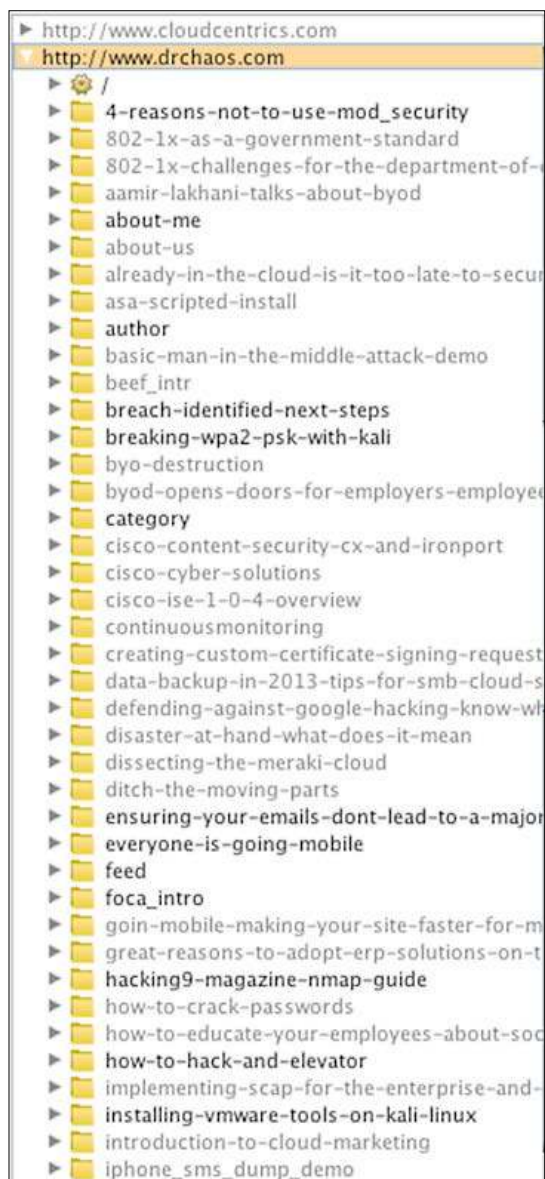 http://www.cloudcentrics.com
http://www.drchaos.com
/
4-reasons-not-to-use-mod_security
802-1x-as-a-government-standard
802-1x-challenges-for-the-department-of-
aamir-lakhani-talks-about-byod
about-me
about-us
already-in-the-cloud-is-it-too-late-to-secur
asa-scripted-install
author
basic-man-in-the-middle-attack-demo
beef_intr
breach-identified-next-steps
breaking-wpa2-psk-with-kali
byo-destruction
byod-opens-doors-for-employers-employee
category
cisco-content-security-cx-and-ironport
cisco-cyber-solutions
cisco-ise-1-0-4-overview
continuousmonitoring
creating-custom-certificate-signing-request
data-backup-in-2013-tips-for-smb-cloud-s
defending-against-google-hacking-know-wh
disaster-at-hand-what-does-it-mean
dissecting-the-meraki-cloud
ditch-the-moving-parts
ensuring-your-emails-dont-lead-to-a-major
everyone-is-going-mobile
feed
foca_intro
goin-mobile-making-your-site-faster-for-m
great-reasons-to-adopt-erp-solutions-on-t
hacking9-magazine-nmap-guide
how-to-crack-passwords
how-to-educate-your-employees-about-soc
how-to-hack-and-elevator
implementing-scap-for-the-enterprise-and-
installing-vmware-tools-on-kali-linux
introduction-to-cloud-marketing
iphone_sms_dump_demo